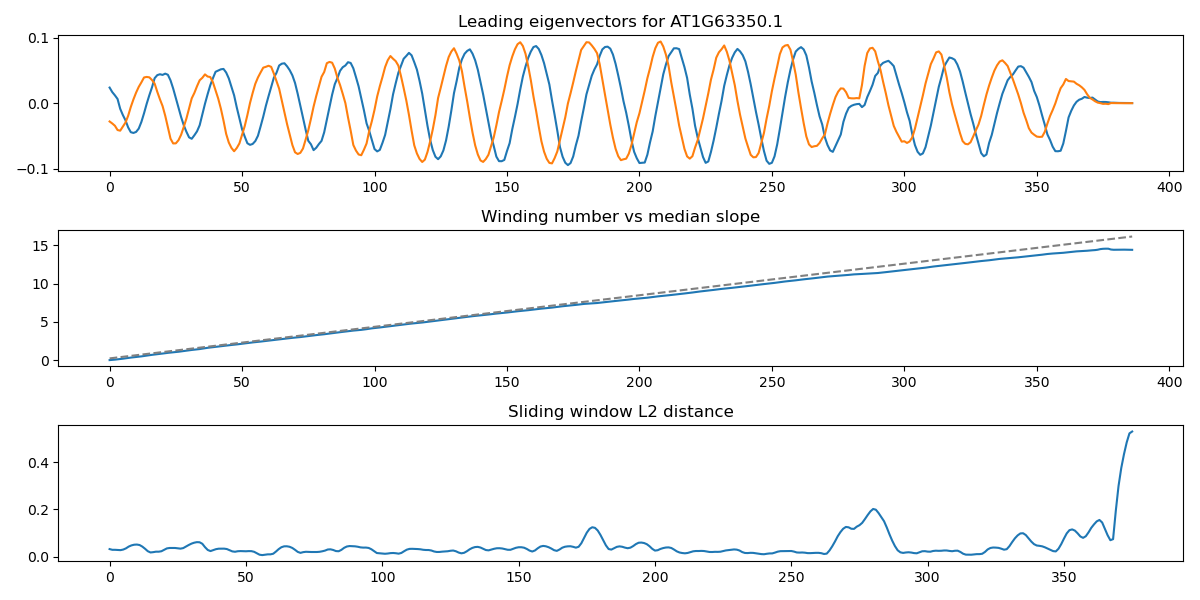 Leading eigenvectors for AT1G63350.1
0.1
0.0
−0.1
0 50 100 150 200 250 300 350 400
Winding number vs median slope
15
10
5
0
0 50 100 150 200 250 300 350 400
Sliding window L2 distance
0.4
0.2
0.0
0 50 100 150 200 250 300 350